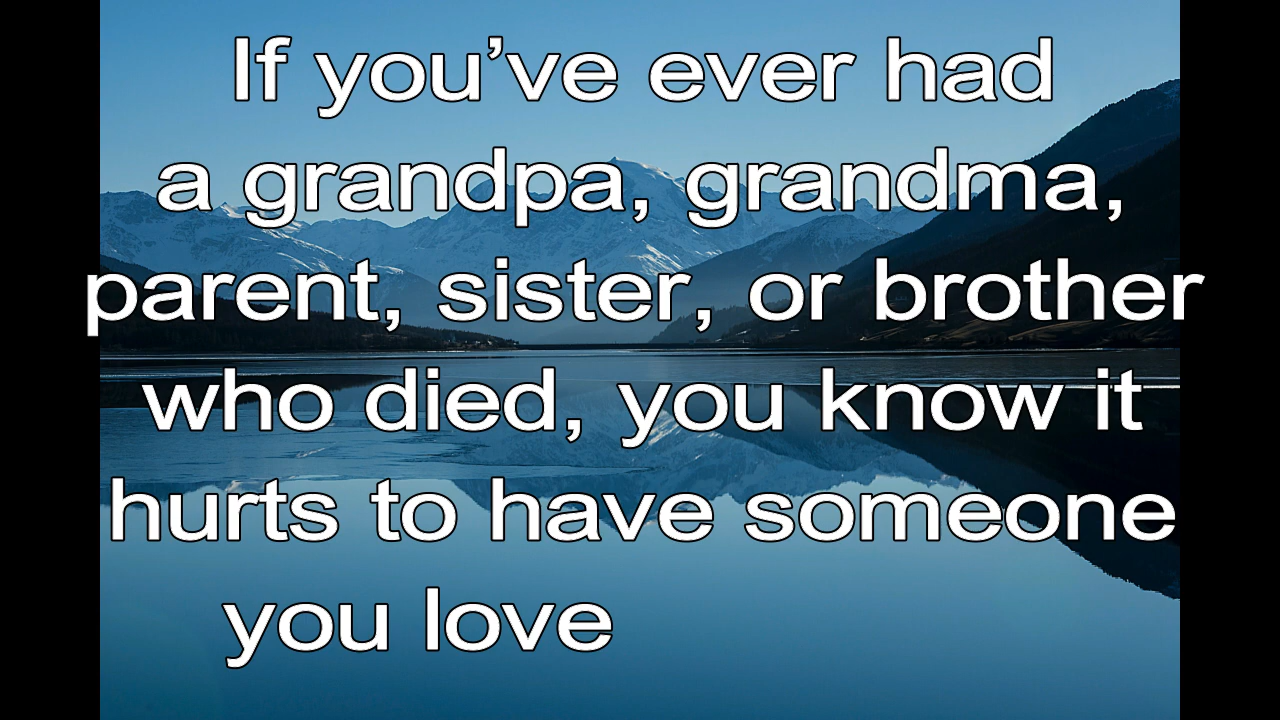 If you’ve ever had
a grandpa, grandma,
parent, sister, or brother
who died, you know it
hurts to have someone
you love